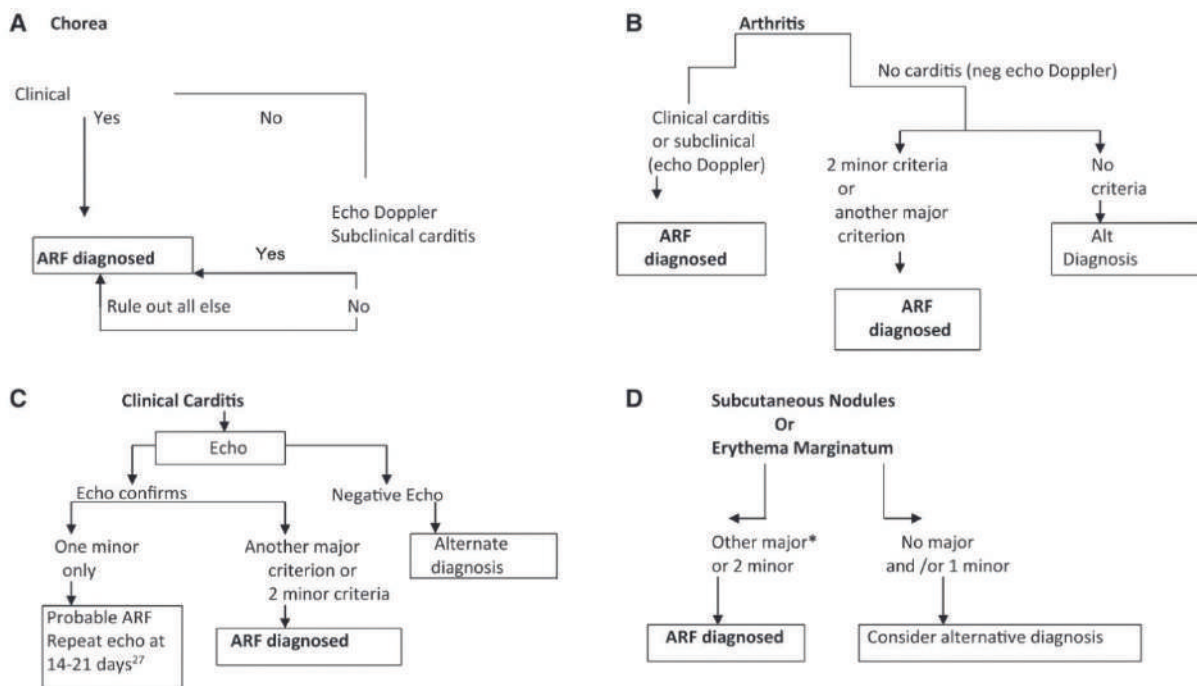 A Chorea
Clinical
Yes
No
Echo Doppler
Subclinical carditis
ARF diagnosed
Yes
Rule out all else
No
B Arthritis
No carditis (neg echo Doppler)
Clinical carditis
or subclinical
(echo Doppler)
2 minor criteria
or
another major
criterion
No
criteria
ARF
diagnosed
Alt
Diagnosis
ARF
diagnosed
C Clinical Carditis
Echo
Echo confirms
Negative Echo
One minor
only
Another major
criterion or
2 minor criteria
Alternate
diagnosis
Probable ARF
Repeat echo at
14-21 days27
ARF diagnosed
D Subcutaneous Nodules
Or
Erythema Marginatum
Other major*
or 2 minor
No major
and /or 1 minor
ARF diagnosed
Consider alternative diagnosis